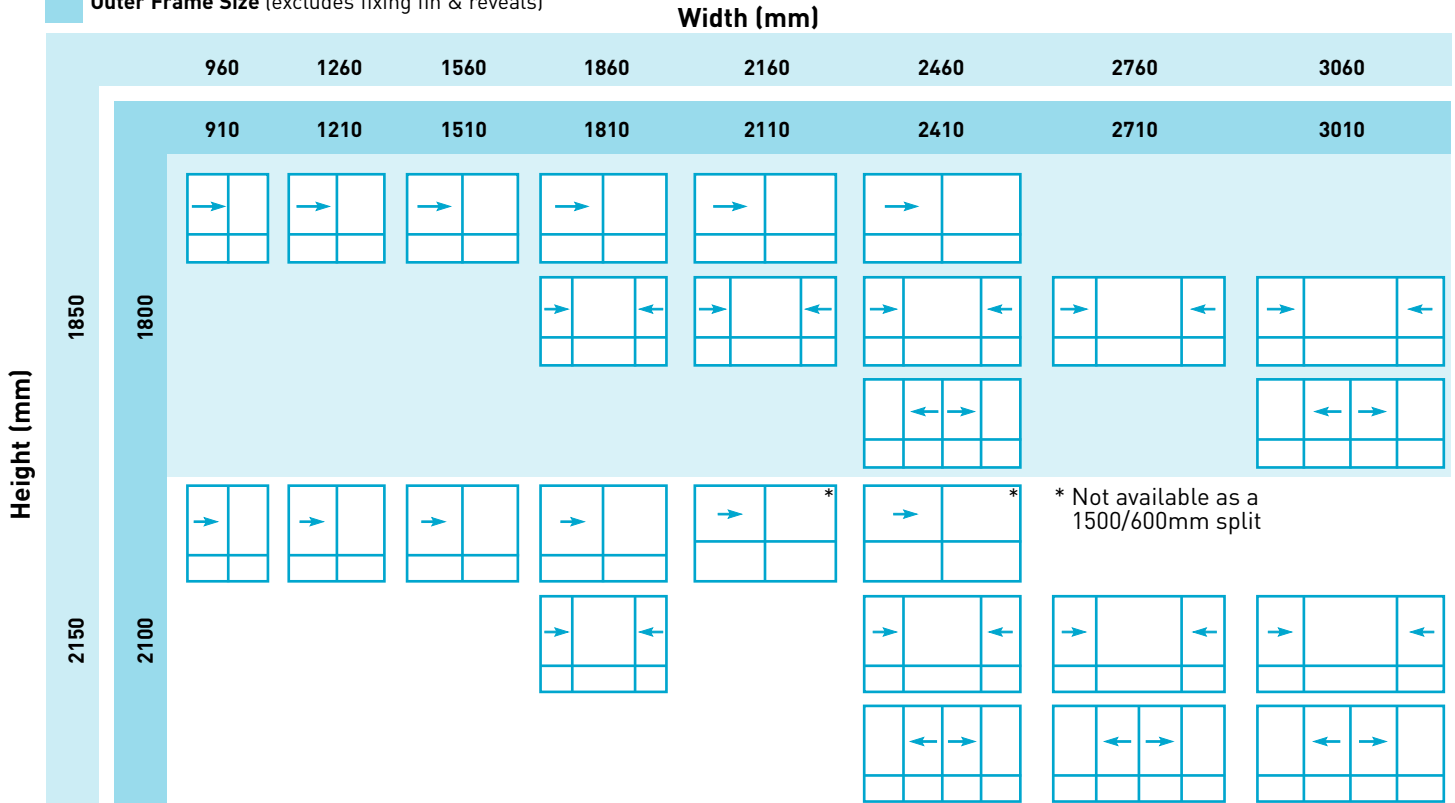 Outer Frame Size (excludes fixing fin & reveals)
Width (mm)
960 1260 1560 1860 2160 2460 2760 3060
910 1210 1510 1810 2110 2410 2710 3010
Height (mm)
1850 1800
* * * Not available as a
1500/600mm split
2150 2100